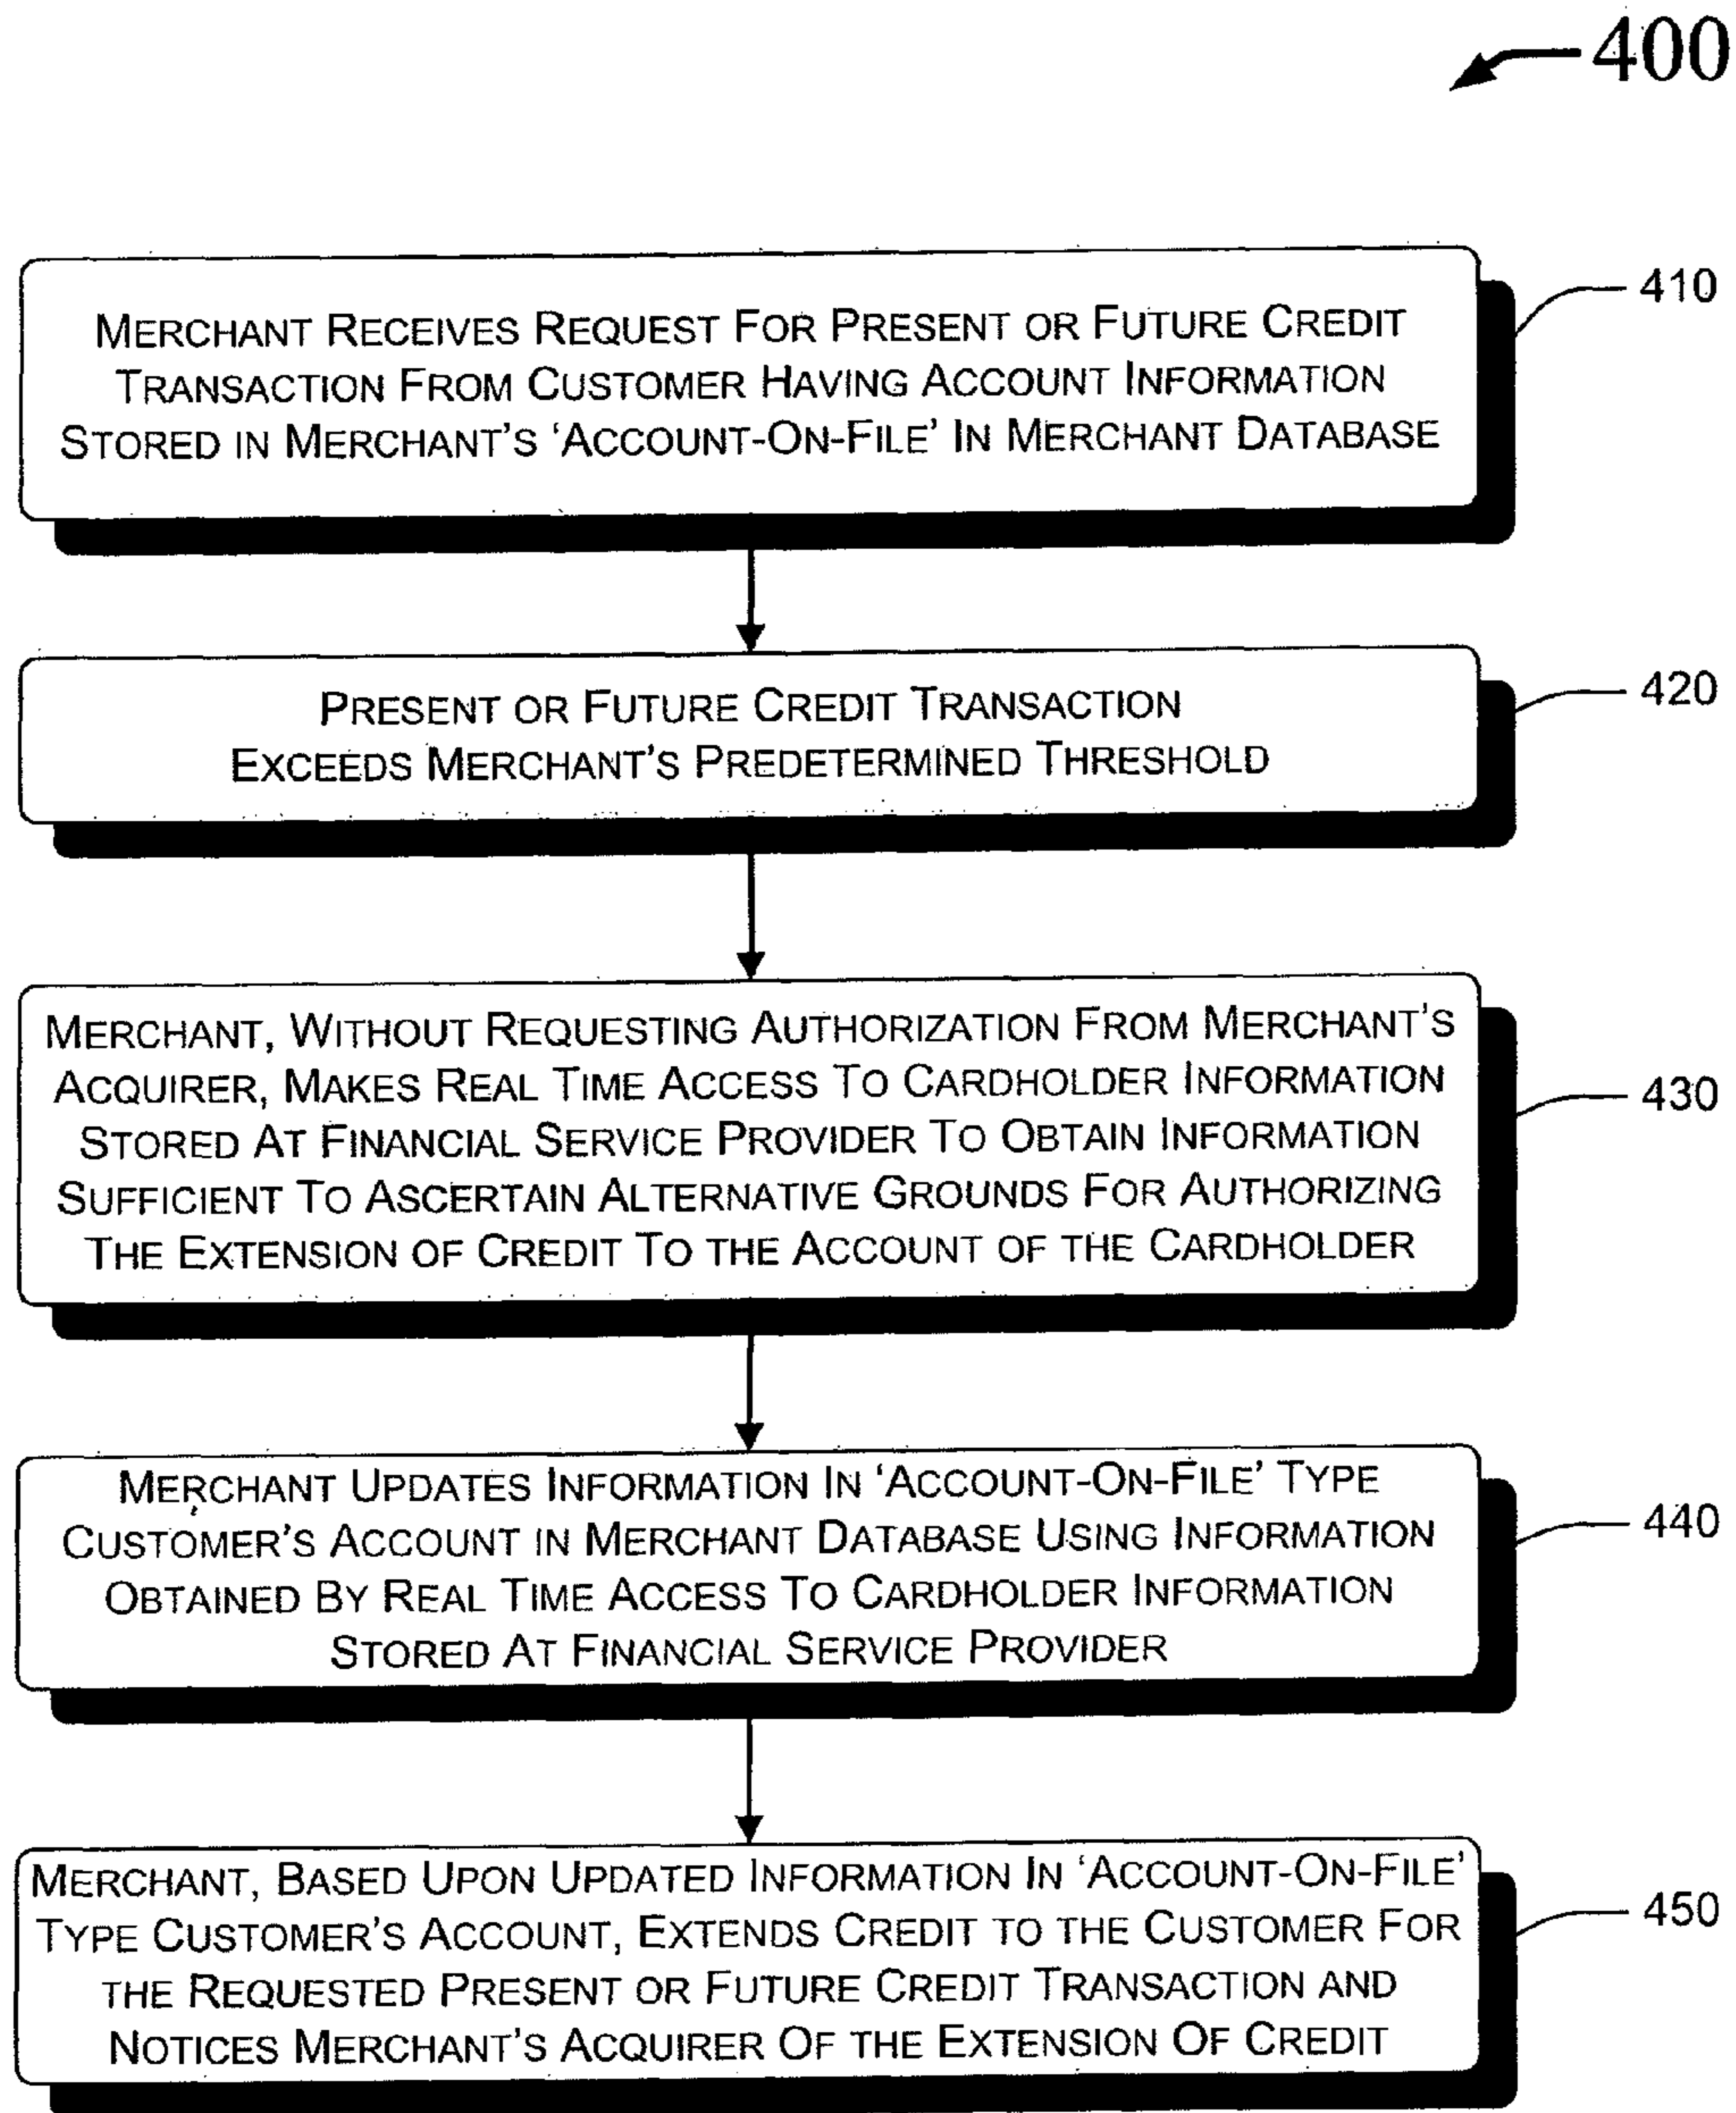 400
MERCHANT RECEIVES REQUEST FOR PRESENT OR FUTURE CREDIT
TRANSACTION FROM CUSTOMER HAVING ACCOUNT INFORMATION
STORED IN MERCHANT'S 'ACCOUNT-ON-FILE' IN MERCHANT DATABASE
410
PRESENT OR FUTURE CREDIT TRANSACTION
EXCEEDS MERCHANT'S PREDETERMINED THRESHOLD
420
MERCHANT, WITHOUT REQUESTING AUTHORIZATION FROM MERCHANT'S
ACQUIRER, MAKES REAL TIME ACCESS TO CARDHOLDER INFORMATION
STORED AT FINANCIAL SERVICE PROVIDER TO OBTAIN INFORMATION
SUFFICIENT TO ASCERTAIN ALTERNATIVE GROUNDS FOR AUTHORIZING
THE EXTENSION OF CREDIT TO THE ACCOUNT OF THE CARDHOLDER
430
MERCHANT UPDATES INFORMATION IN 'ACCOUNT-ON-FILE' TYPE
CUSTOMER'S ACCOUNT IN MERCHANT DATABASE USING INFORMATION
OBTAINED BY REAL TIME ACCESS TO CARDHOLDER INFORMATION
STORED AT FINANCIAL SERVICE PROVIDER
440
MERCHANT, BASED UPON UPDATED INFORMATION IN 'ACCOUNT-ON-FILE'
TYPE CUSTOMER'S ACCOUNT, EXTENDS CREDIT TO THE CUSTOMER FOR
THE REQUESTED PRESENT OR FUTURE CREDIT TRANSACTION AND
NOTICES MERCHANT'S ACQUIRER OF THE EXTENSION OF CREDIT
450